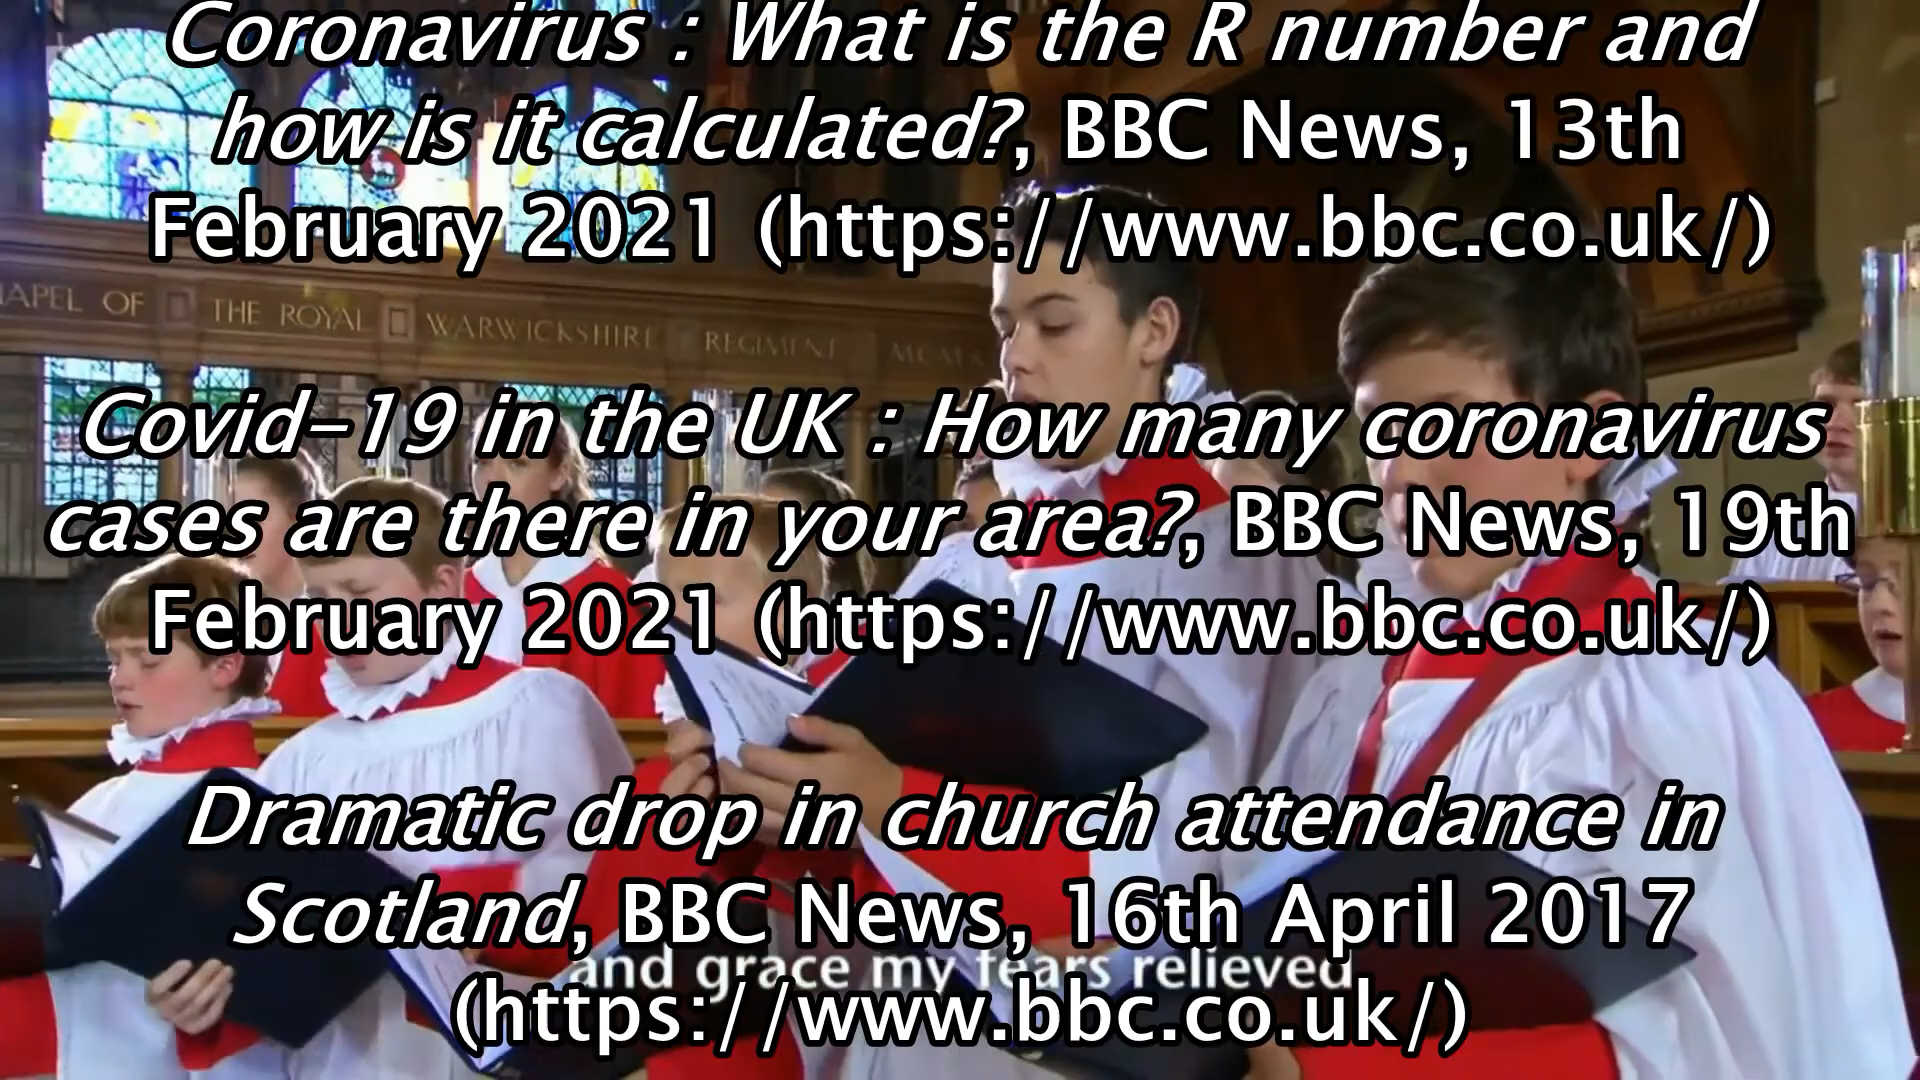 Coronavirus : What is the R number and
how is it calculated?, BBC News, 13th
February 2021 (https://www.bbc.co.uk/)
APEL OF THE ROYAL WARWICKSHIRE REGIMENT
Covid-19 in the UK : How many coronavirus
cases are there in your area?, BBC News, 19th
February 2021 (https://www.bbc.co.uk/)
Dramatic drop in church attendance in
Scotland, BBC News, 16th April 2017
and grace my fears relieved
(https://www.bbc.co.uk/)